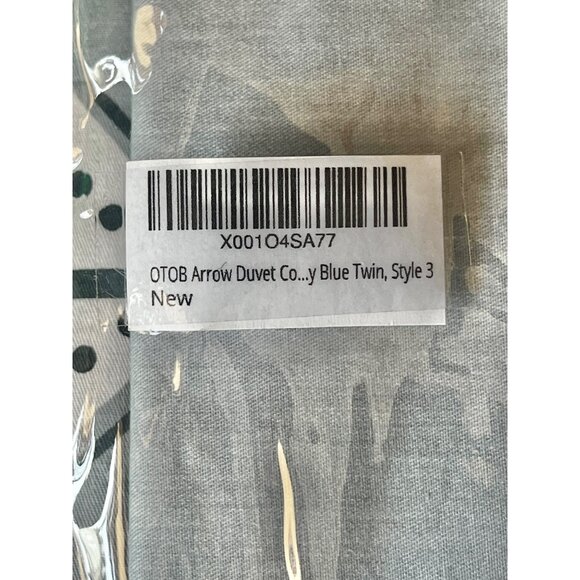 X001O4SA77
OTOB Arrow Duvet Co...y Blue Twin, Style 3
New